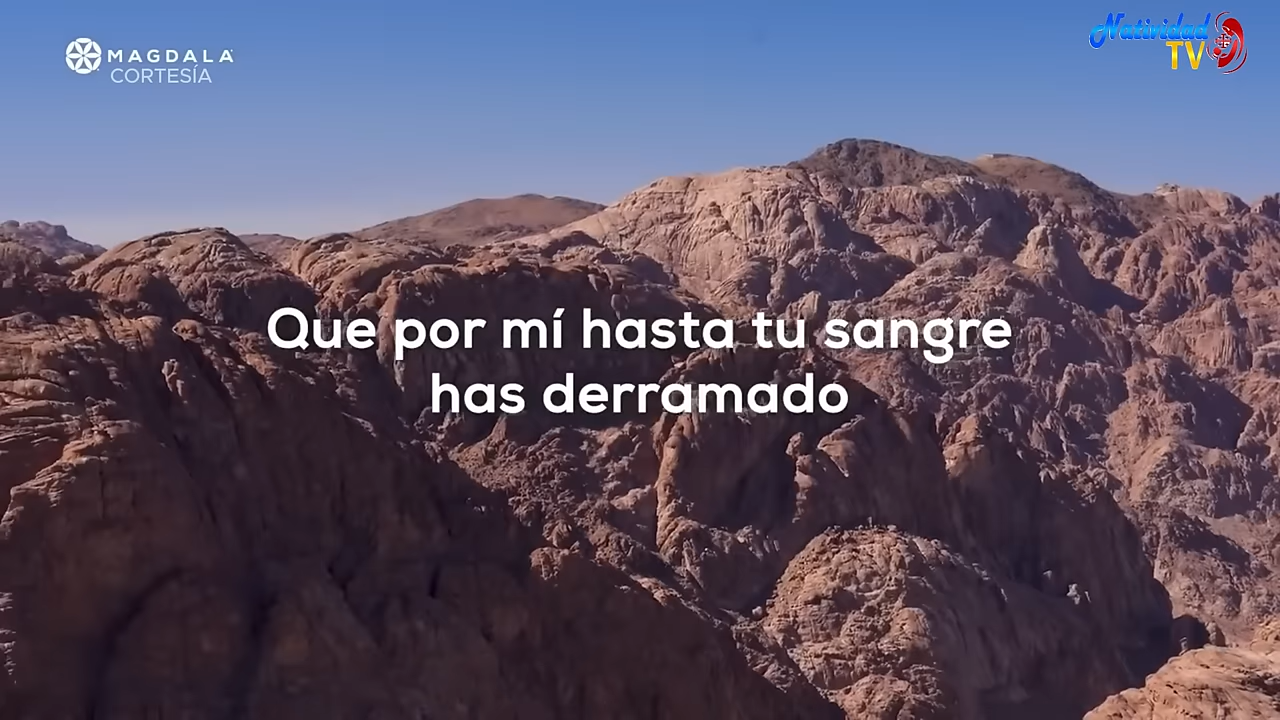 MAGDALA
CORTESÍA
Natividad
TV
Que por mí hasta tu sangre
has derramado